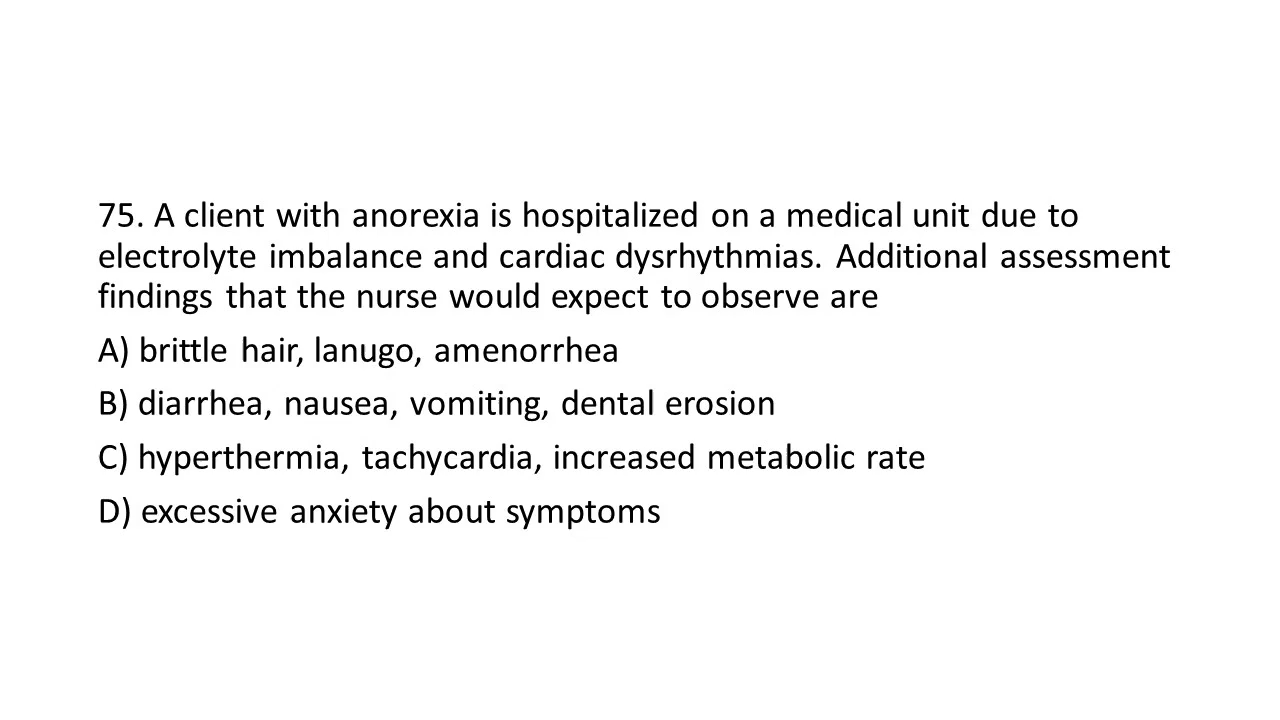 75. A client with anorexia is hospitalized on a medical unit due to
electrolyte imbalance and cardiac dysrhythmias. Additional assessment
findings that the nurse would expect to observe are
A) brittle hair, lanugo, amenorrhea
B) diarrhea, nausea, vomiting, dental erosion
C) hyperthermia, tachycardia, increased metabolic rate
D) excessive anxiety about symptoms